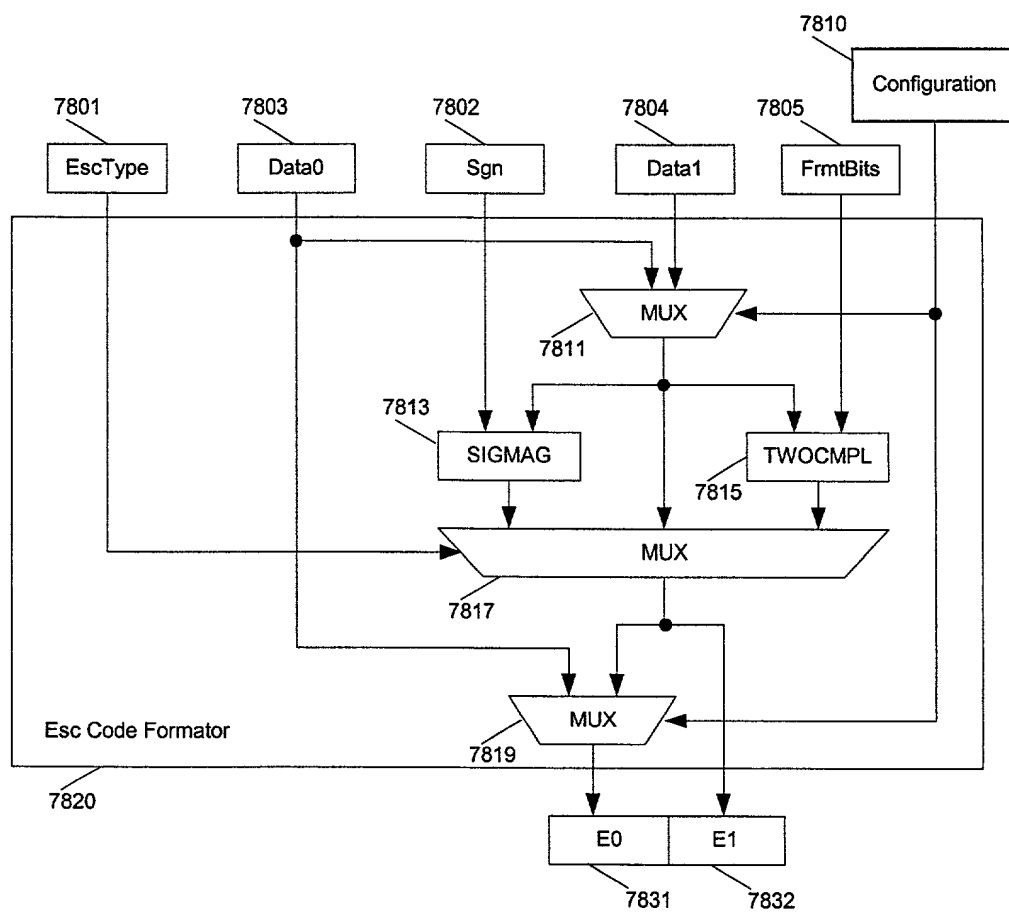 7810
Configuration
7801
7803
7802
7804
7805
EscType
Data0
Sgn
Data1
FrmtBits
MUX
7811
7813
SIGMAG
TWOCMPL
7815
MUX
7817
MUX
Esc Code Formator
7819
7820
E0
E1
7831
7832